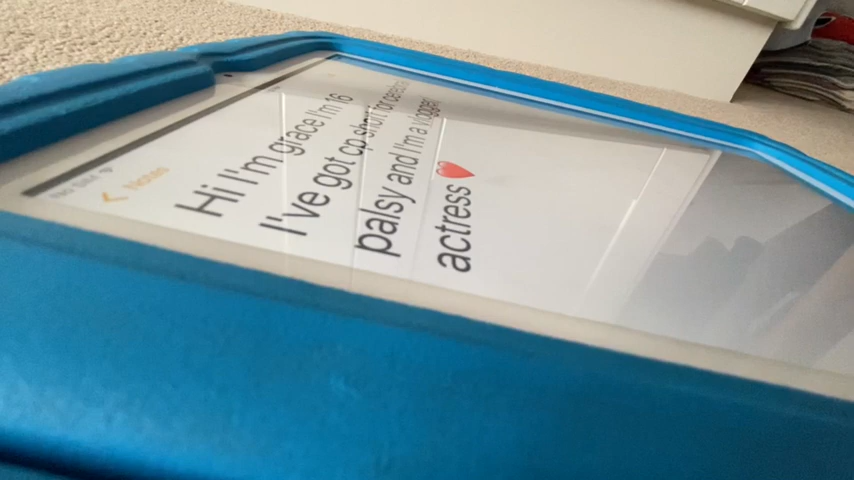 Notes
Hi I'm grace I'm 16
I've got cp short for cerebral
palsy and I'm a vlogger
actress ❤️